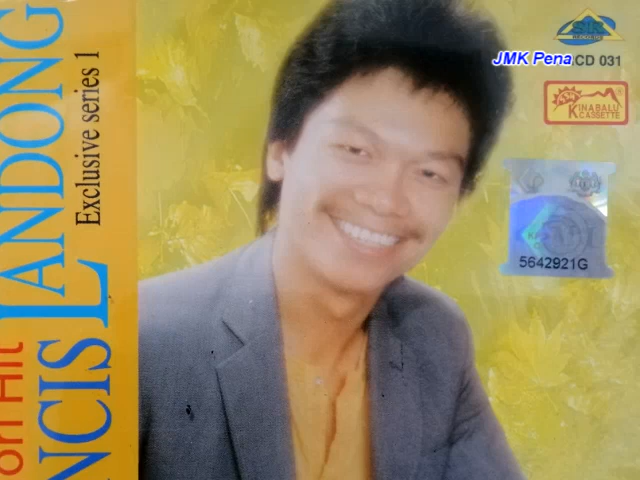 on Hit
NCIS LANDONG
Exclusive series 1
JMK Pena
CD 031
KINABALU
CASSETTE
5642921G